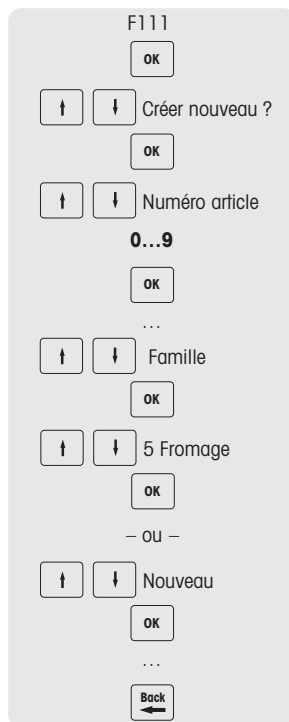 F111
OK
Créer nouveau ?
OK
Numéro article
0...9
OK
...
Famille
OK
5 Fromage
OK
– ou –
Nouveau
OK
...
Back